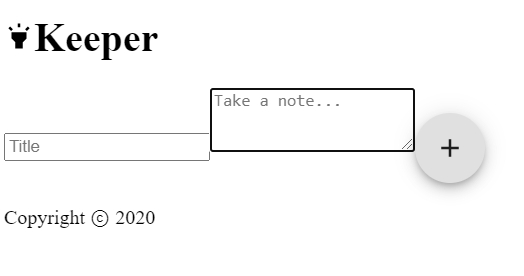 Keeper
Take a note...
Title
+
Copyright ⓒ 2020